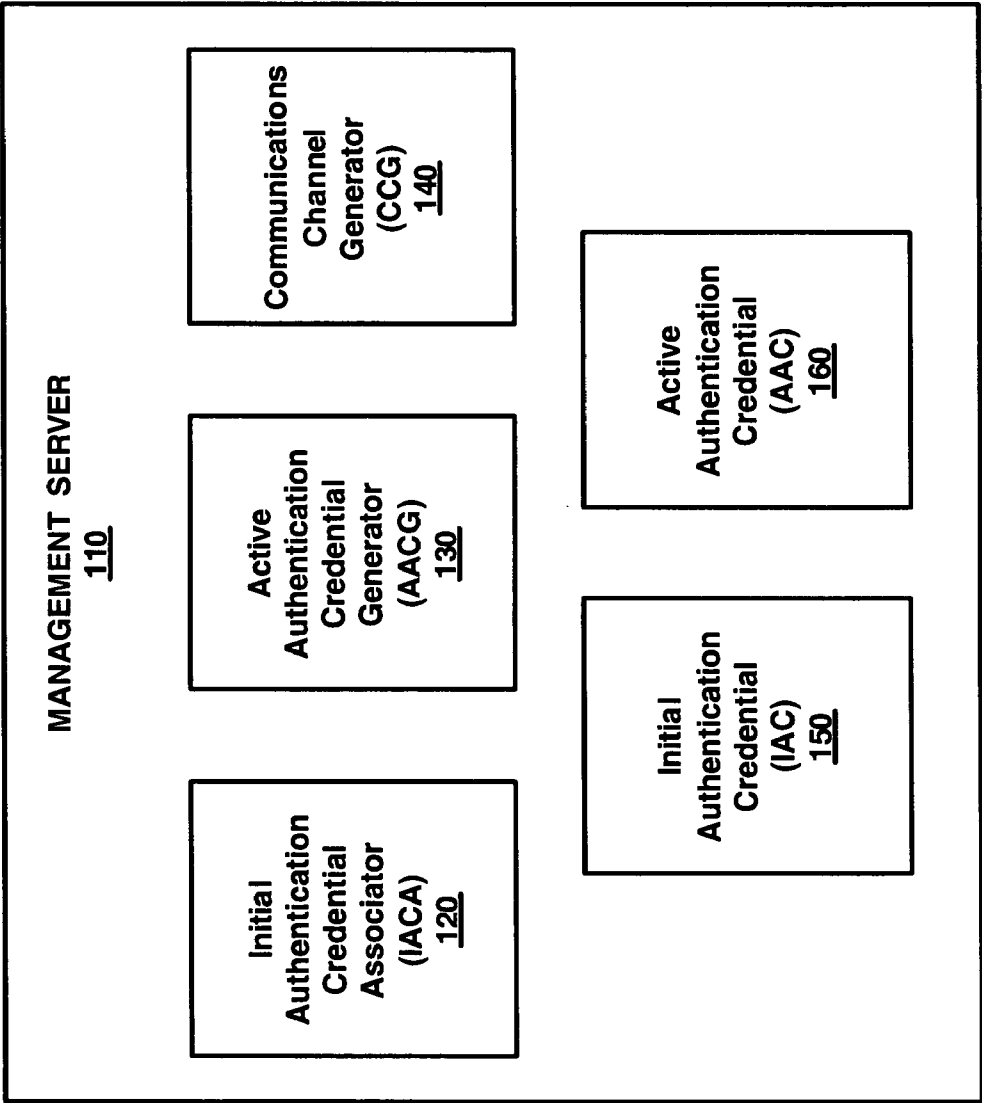 MANAGEMENT SERVER
110
Initial
Authentication
Credential
Associator
(IACA)
120
Active
Authentication
Credential
Generator
(AACG)
130
Communications
Channel
Generator
(CCG)
140
Initial
Authentication
Credential
(IAC)
150
Active
Authentication
Credential
(AAC)
160